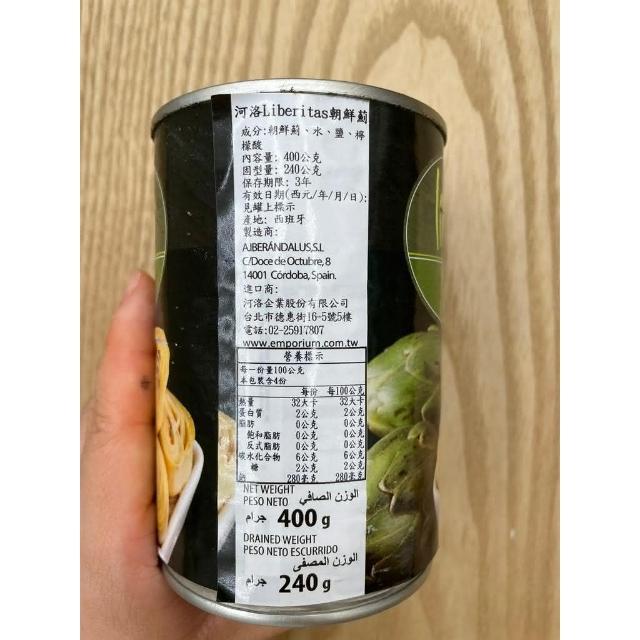 河洛Liberitas朝鮮薊
成分:朝鮮薊、水、鹽、檸
檬酸
內容量: 400公克
固型量: 240公克
保存期限: 3年
有效日期(西元/年/月/日):
見罐上標示
產地: 西班牙
製造商:
AJBERÁNDALUS,S.L
C/Doce de Octubre, 8
14001 Córdoba, Spain.
進口商:
河洛企業股份有限公司
台北市德惠街16-5號5樓
電話:02-25917807
www.emporium.com.tw
營養標示
每一份量100公克
本包裝含4份
每份 每100公克
熱量 32大卡 32大卡
蛋白質 2公克 2公克
脂肪 0公克 0公克
飽和脂肪 0公克 0公克
反式脂肪 0公克 0公克
碳水化合物 6公克 6公克
糖 2公克 2公克
鈉 280毫克 280毫克
NET WEIGHT
PESO NETO الوزن الصافي
400 g جرام
DRAINED WEIGHT
PESO NETO ESCURRIDO
الوزن المصفى
240 g جرام